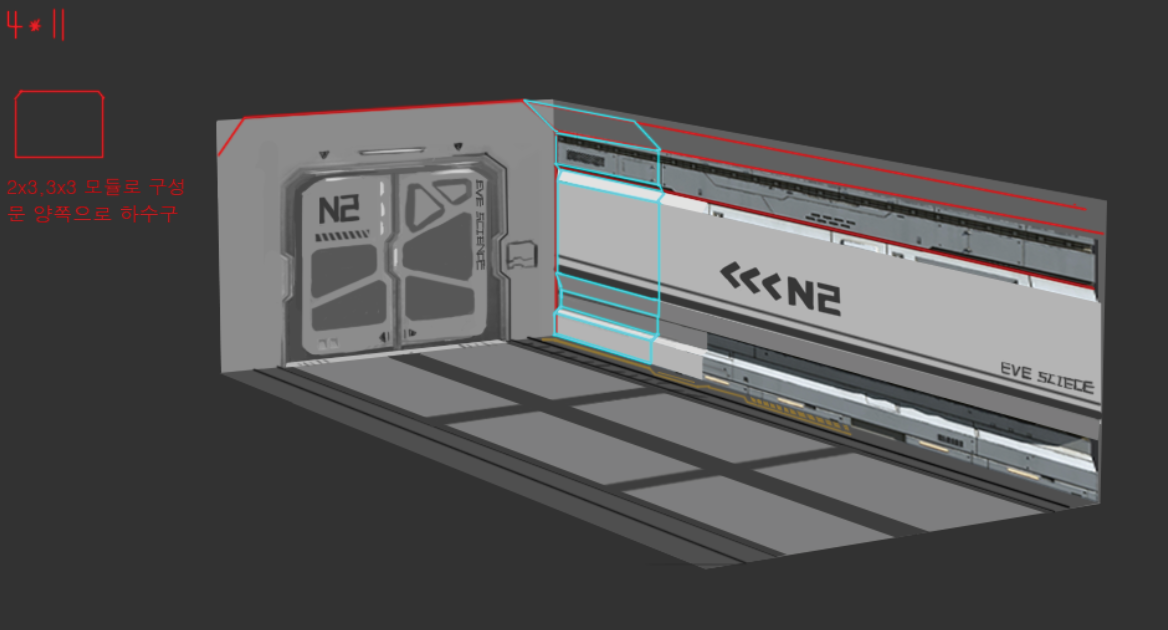 4*11
2x3,3x3 모듈로 구성
문 양쪽으로 하수구
N2
EVE SCIENCE
<<<N2
EVE SCIECE